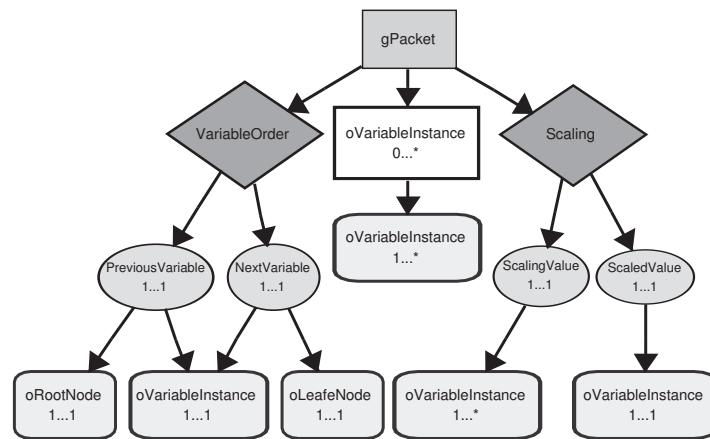 gPacket
VariableOrder
oVariableInstance
0...*
Scaling
oVariableInstance
1...*
PreviousVariable
1...1
NextVariable
1...1
ScalingValue
1...1
ScaledValue
1...1
oRootNode
1...1
oVariableInstance
1...1
oLeafeNode
1...1
oVariableInstance
1...*
oVariableInstance
1...1